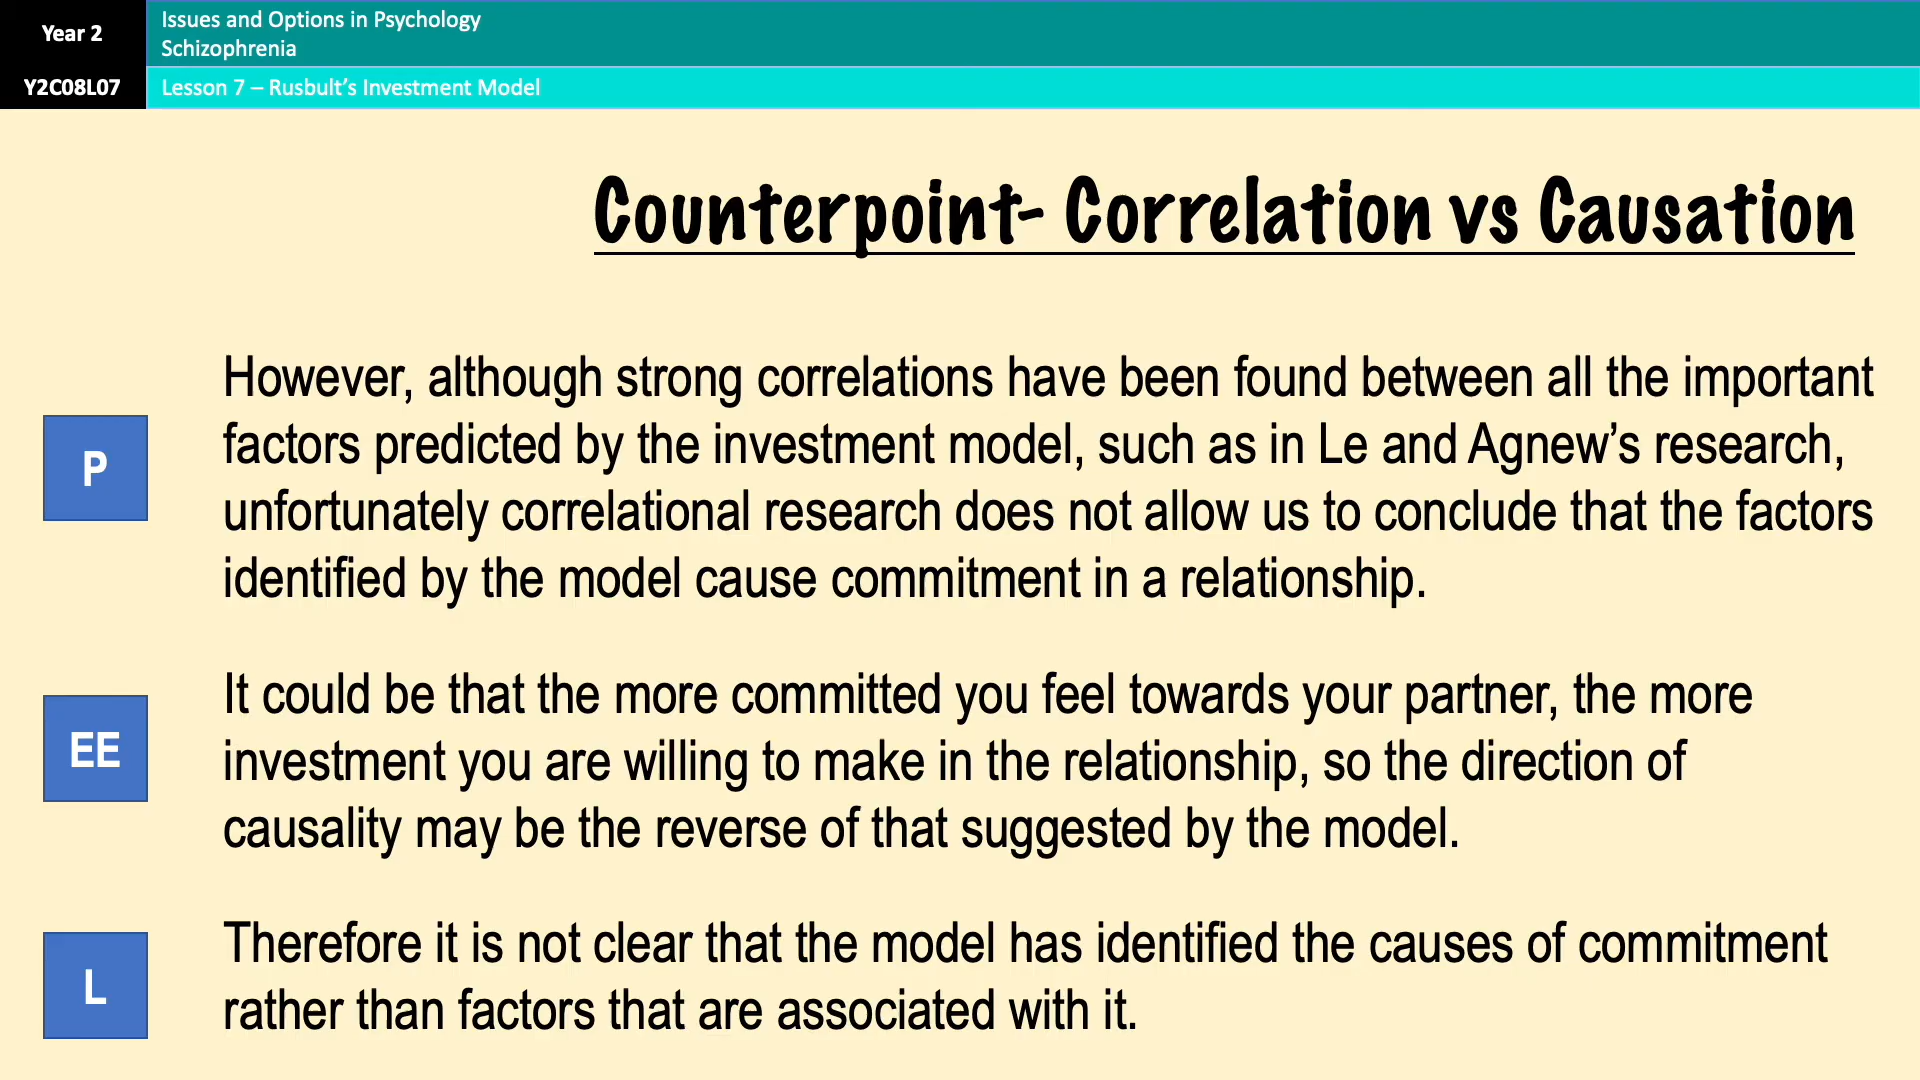 Year 2
Issues and Options in Psychology
Schizophrenia
Y2C08L07
Lesson 7 – Rusbult’s Investment Model
Counterpoint- Correlation vs Causation
P
However, although strong correlations have been found between all the important
factors predicted by the investment model, such as in Le and Agnew’s research,
unfortunately correlational research does not allow us to conclude that the factors
identified by the model cause commitment in a relationship.
EE
It could be that the more committed you feel towards your partner, the more
investment you are willing to make in the relationship, so the direction of
causality may be the reverse of that suggested by the model.
L
Therefore it is not clear that the model has identified the causes of commitment
rather than factors that are associated with it.